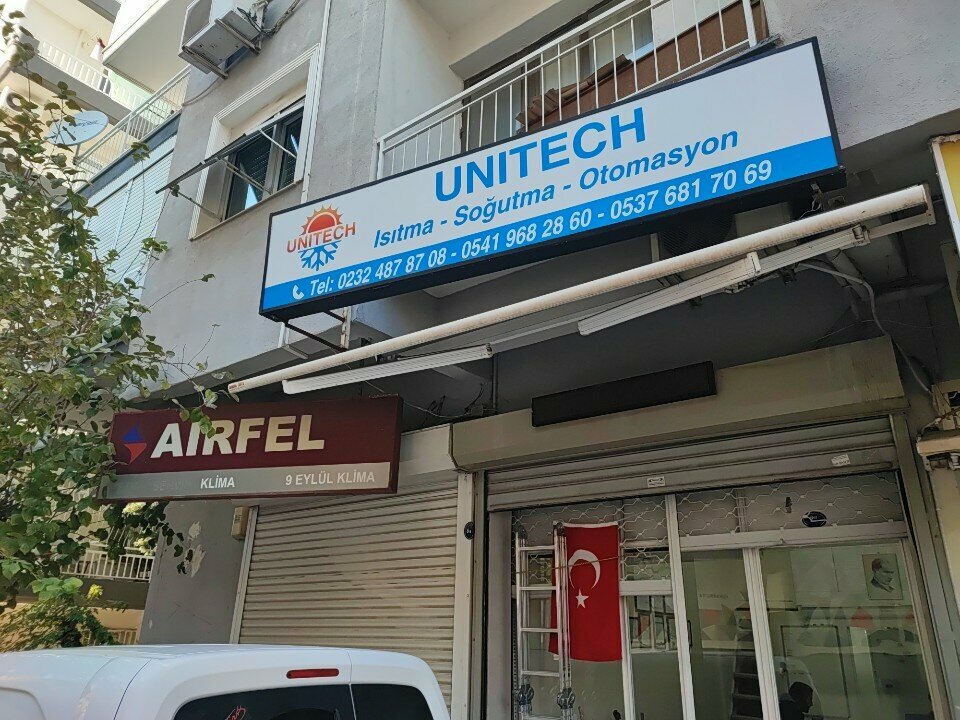 UNITECH
UNITECH
Isıtma - Soğutma - Otomasyon
Tel: 0232 487 87 08 - 0541 968 28 60 - 0537 681 70 69
AIRFEL
KLİMA 9 EYLÜL KLİMA